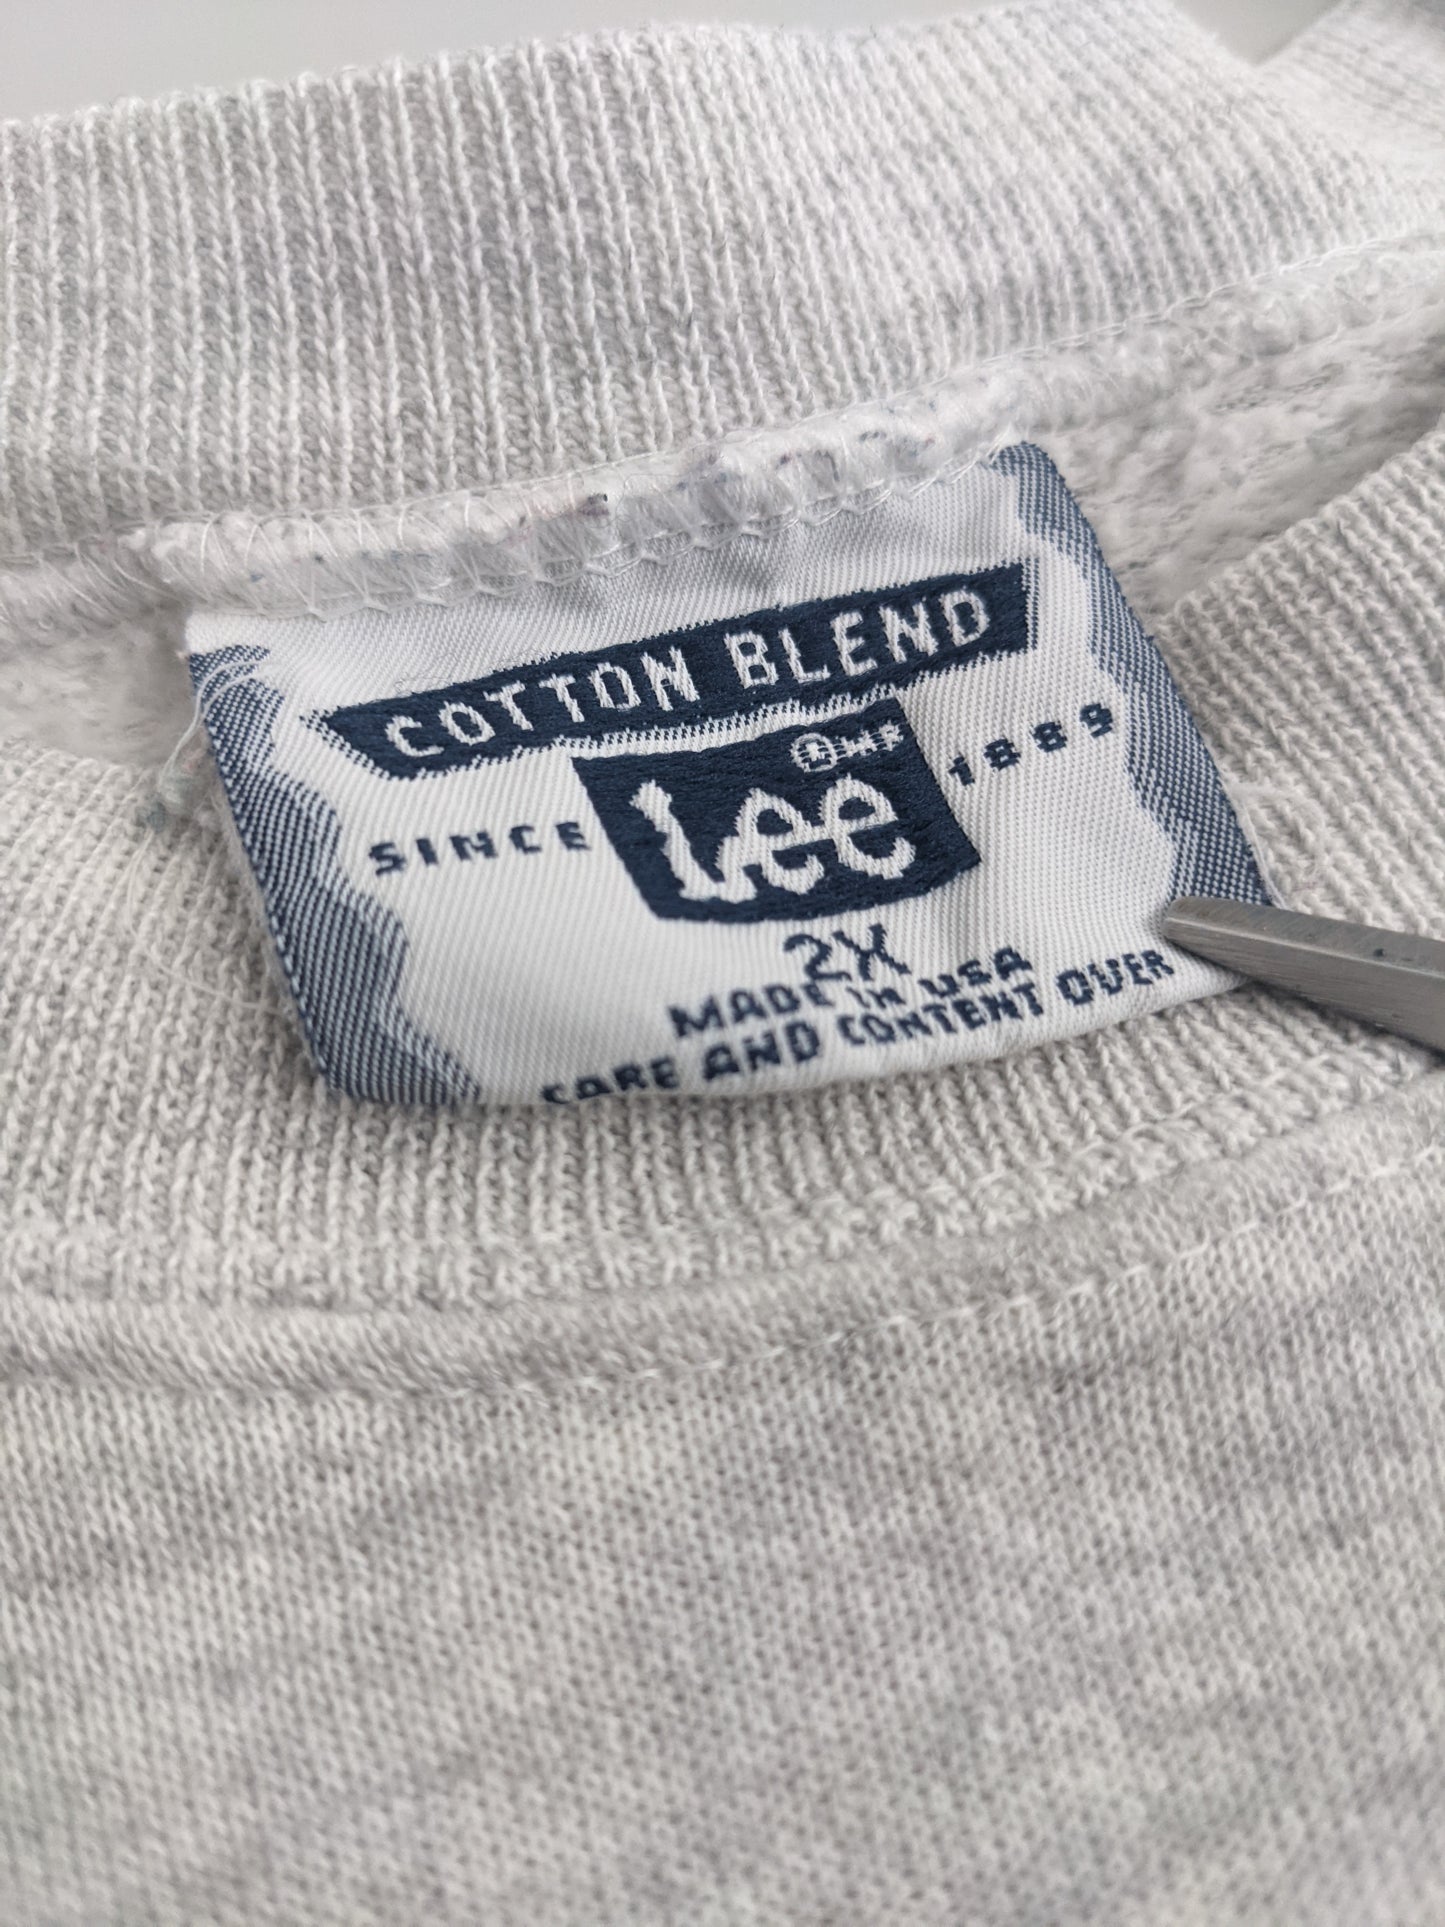 COTTON BLEND
Lee
SINCE 1889
2X
MADE IN USA
CARE AND CONTENT OVER